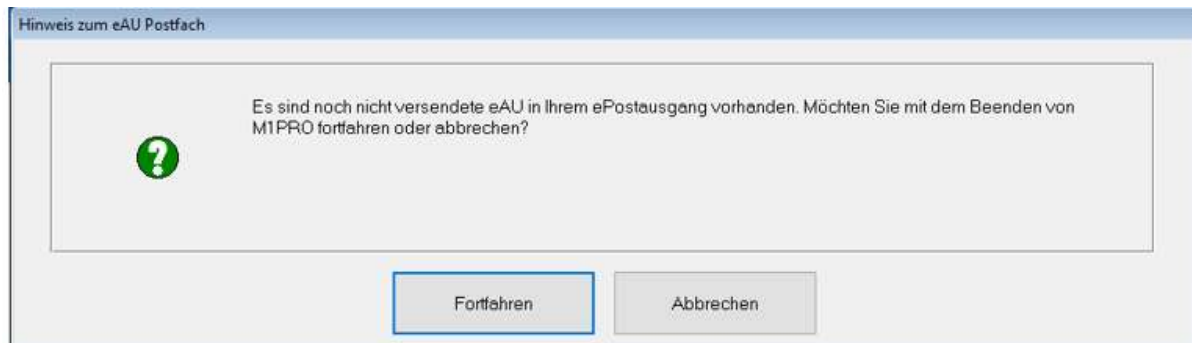 Hinweis zum eAU Postfach
Es sind noch nicht versendete eAU in Ihrem ePostausgang vorhanden. Möchten Sie mit dem Beenden von
M1PRO fortfahren oder abbrechen?
Fortfahren
Abbrechen